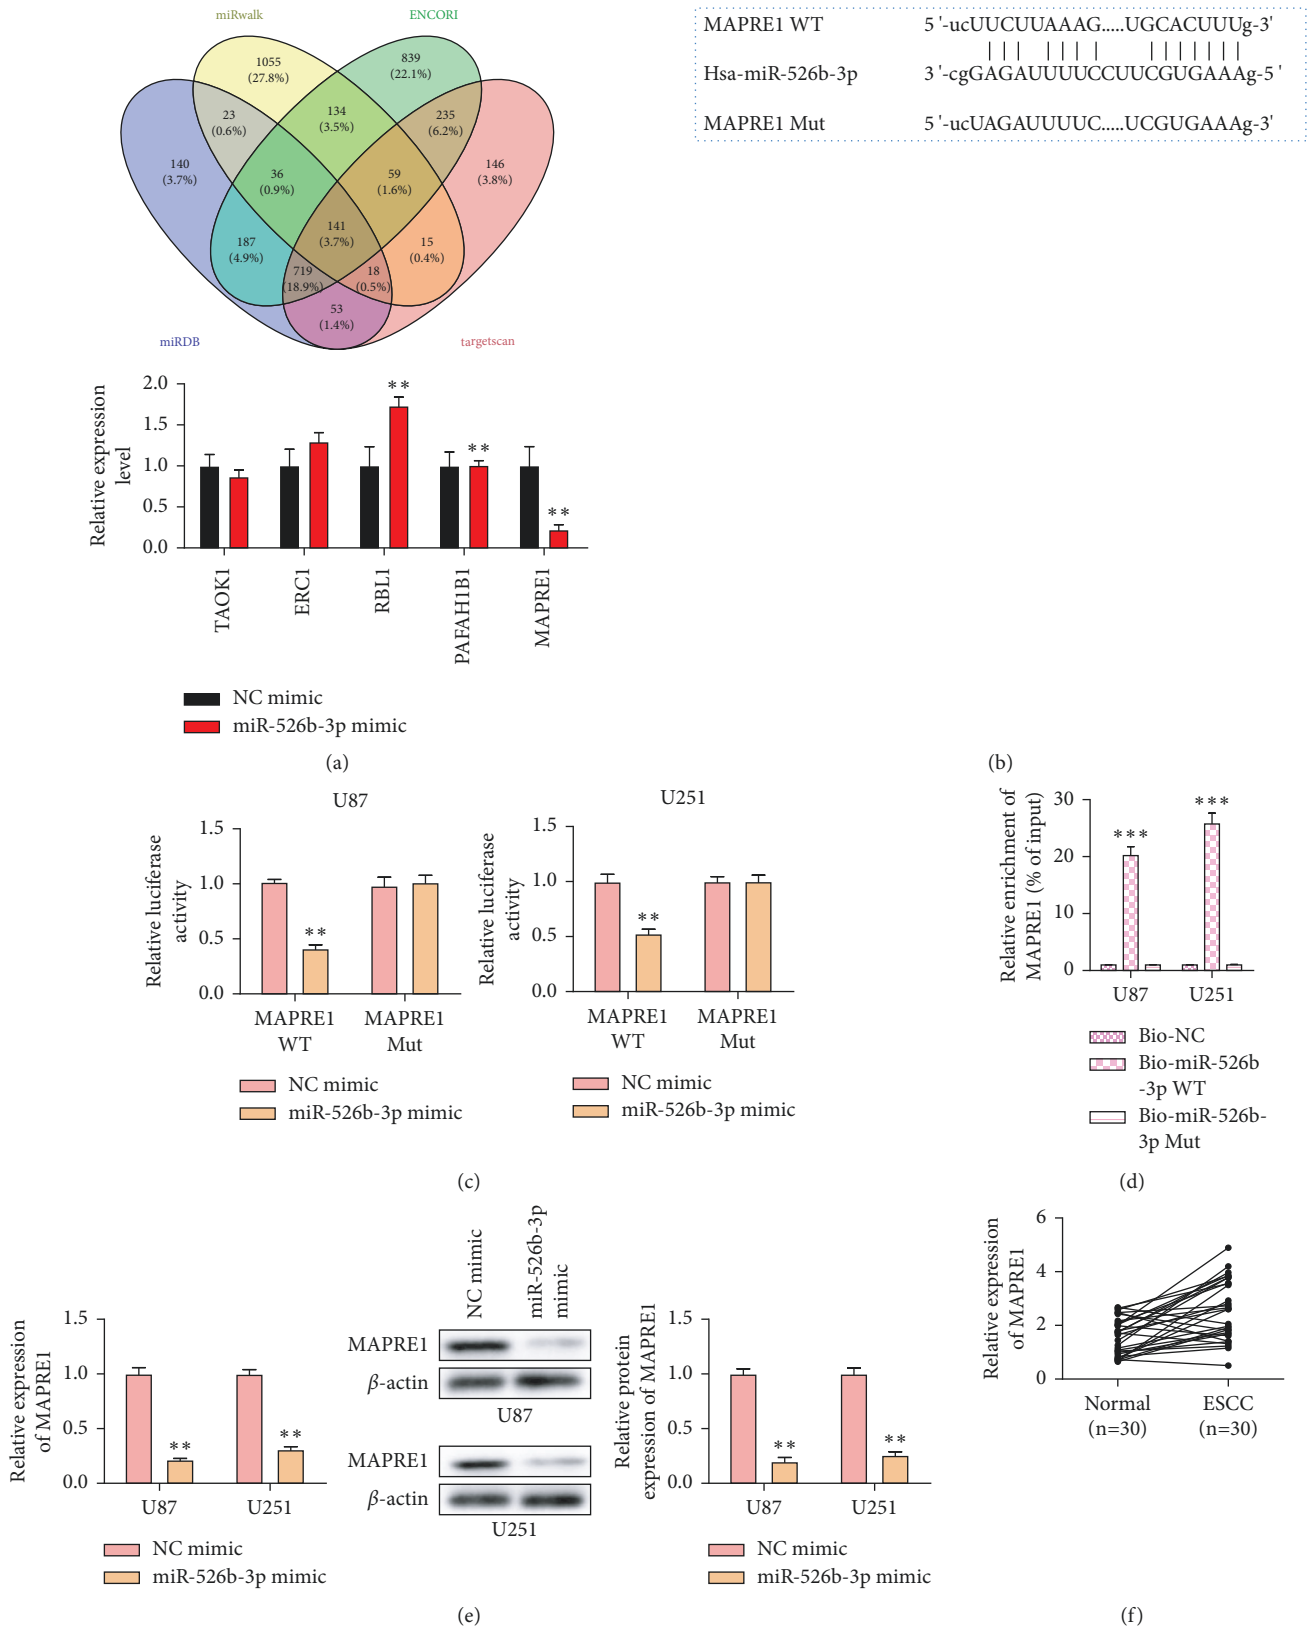 miRwalk
ENCORI
1055
(27.8%)
839
(22.1%)
23
(0.6%)
134
(3.5%)
235
(6.2%)
140
(3.7%)
36
(0.9%)
59
(1.6%)
146
(3.8%)
187
(4.9%)
141
(3.7%)
15
(0.4%)
719
(18.9%)
18
(0.5%)
53
(1.4%)
miRDB
targetscan
Relative expression
level
2.0
1.5
1.0
0.5
0.0
**
**
**
TAOK1
ERC1
RBL1
PAFAH1B1
MAPRE1
NC mimic
miR-526b-3p mimic
(a)
MAPRE1 WT 5 '-ucUUCUUAAAG.....UGCACUUUg-3'
Hsa-miR-526b-3p 3 '-cgGAGAUUUUCCUUCGUGAAAg-5 '
MAPRE1 Mut 5 '-ucUAGAUUUUC.....UCGUGAAAg-3'
(b)
U87
Relative luciferase
activity
1.5
1.0
0.5
0.0
**
MAPRE1
WT
MAPRE1
Mut
NC mimic
miR-526b-3p mimic
U251
Relative luciferase
activity
1.5
1.0
0.5
0.0
**
MAPRE1
WT
MAPRE1
Mut
NC mimic
miR-526b-3p mimic
(c)
Relative enrichment of
MAPRE1 (% of input)
30
20
10
0
***
***
U87
U251
Bio-NC
Bio-miR-526b
-3p WT
Bio-miR-526b-
3p Mut
(d)
Relative expression
of MAPRE1
1.5
1.0
0.5
0.0
**
**
U87
U251
NC mimic
miR-526b-3p mimic
NC mimic
miR-526b-3p
mimic
MAPRE1
β-actin
U87
MAPRE1
β-actin
U251
Relative protein
expression of MAPRE1
1.5
1.0
0.5
0.0
**
**
U87
U251
NC mimic
miR-526b-3p mimic
(e)
Relative expression
of MAPRE1
6
4
2
0
Normal
(n=30)
ESCC
(n=30)
(f)